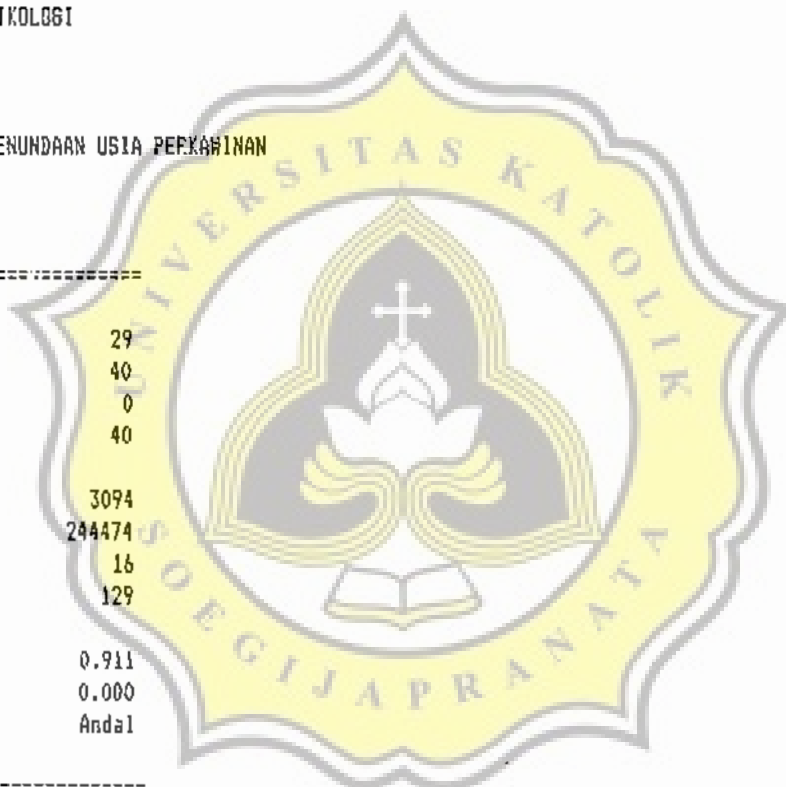 IKOLOGI
ENUNDAAN USIA PERKAWINAN
==============
29
40
0
40
3094
244474
16
129
0.911
0.000
Andal
--------------
UNIVERSITAS KATOLIK
SOEGIJAPRANATA